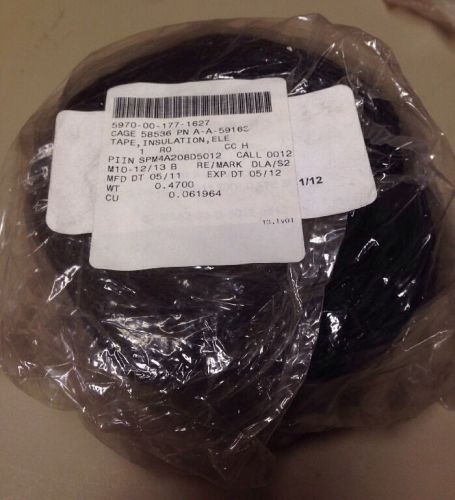 5970-00-177-1627
CAGE 58536 PN A-A-59163
TAPE,INSULATION,ELE
1 RO CC H
PIIN SPM4A208D5012 CALL 0012
M10-12/13 B RE/MARK DLA/S2
MFD DT 05/11 EXP DT 05/12
WT 0.4700
CU 0.061964
1/12